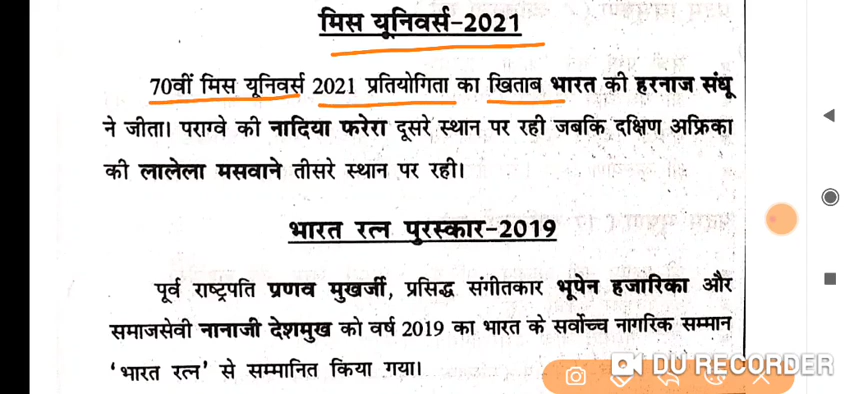 मिस यूनिवर्स-2021
70वीं मिस यूनिवर्स 2021 प्रतियोगिता का खिताब भारत की हरनाज संधू
ने जीता। पराग्वे की नादिया फरेरा दूसरे स्थान पर रही जबकि दक्षिण अफ्रिका
की लालेला मसवाने तीसरे स्थान पर रही।
भारत रत्न पुरस्कार-2019
पूर्व राष्ट्रपति प्रणव मुखर्जी, प्रसिद्ध संगीतकार भूपेन हजारिका और
समाजसेवी नानाजी देशमुख को वर्ष 2019 का भारत के सर्वोच्च नागरिक सम्मान
'भारत रत्न' से सम्मानित किया गया।
DU RECORDER